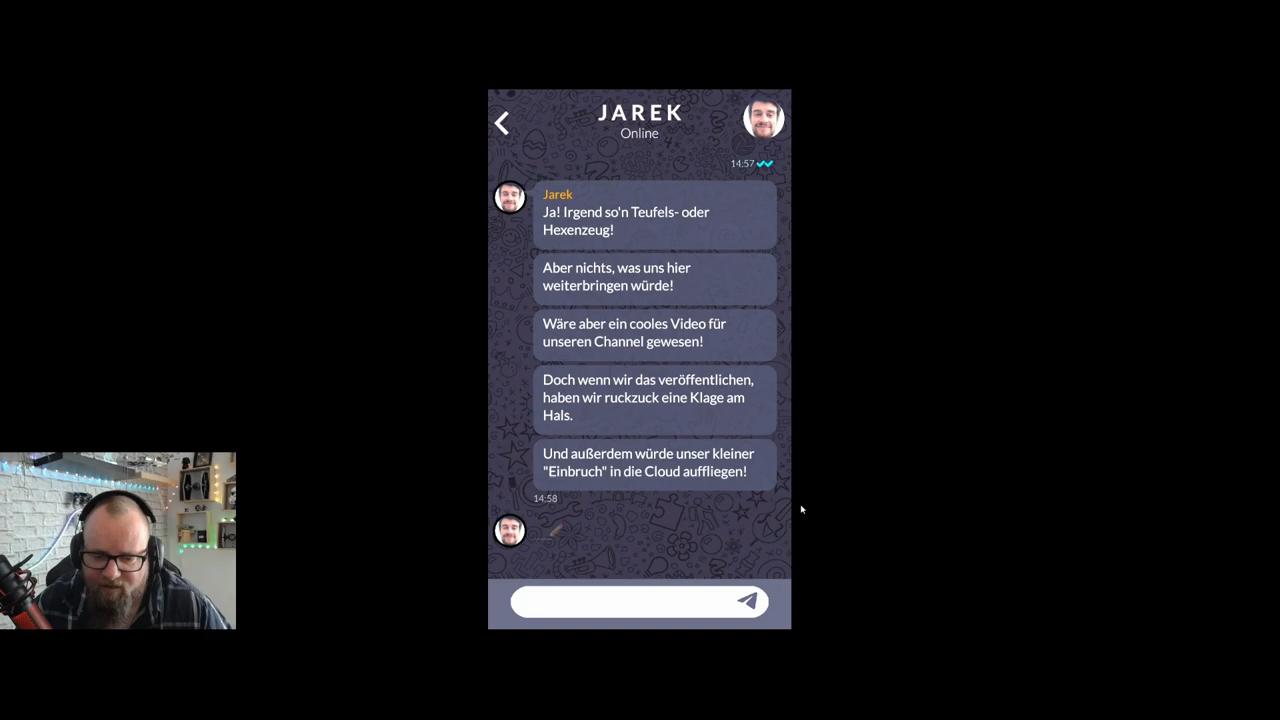 JAREK
Online
14:57
Jarek
Ja! Irgend so'n Teufels- oder
Hexenzeug!
Aber nichts, was uns hier
weiterbringen würde!
Wäre aber ein cooles Video für
unseren Channel gewesen!
Doch wenn wir das veröffentlichen,
haben wir ruckzuck eine Klage am
Hals.
Und außerdem würde unser kleiner
"Einbruch" in die Cloud auffliegen!
14:58